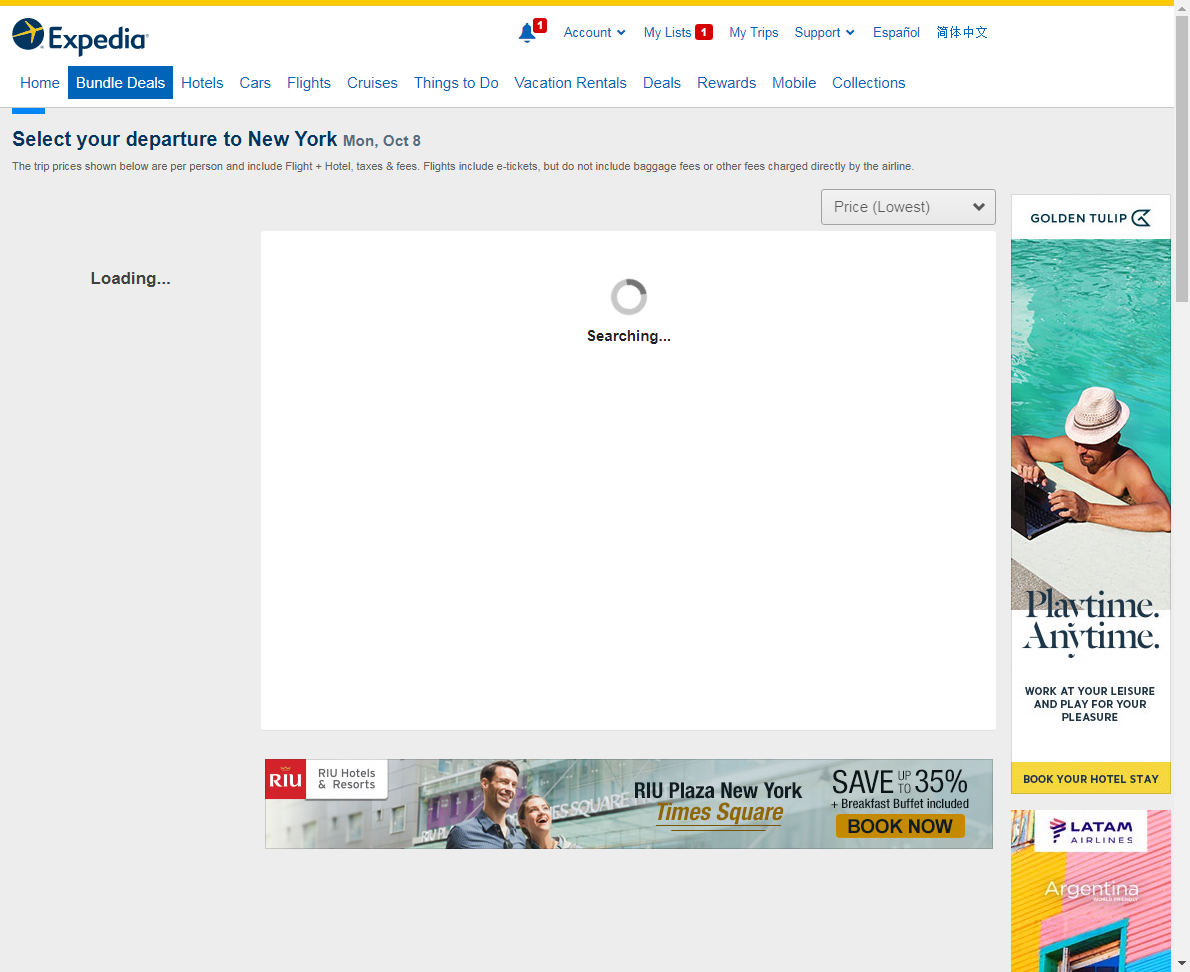 Expedia
1
Account
My Lists 1
My Trips
Support
Español
简体中文
Home
Bundle Deals
Hotels
Cars
Flights
Cruises
Things to Do
Vacation Rentals
Deals
Rewards
Mobile
Collections
Select your departure to New York Mon, Oct 8
The trip prices shown below are per person and include Flight + Hotel, taxes & fees. Flights include e-tickets, but do not include baggage fees or other fees charged directly by the airline.
Price (Lowest)
Loading...
Searching...
GOLDEN TULIP
Playtime.
Anytime.
WORK AT YOUR LEISURE
AND PLAY FOR YOUR
PLEASURE
BOOK YOUR HOTEL STAY
RIU
RIU Hotels
& Resorts
RIU Plaza New York
Times Square
SAVE UP TO 35%
+ Breakfast Buffet included
BOOK NOW
LATAM
AIRLINES
Argentina
WORLD FRIENDLY